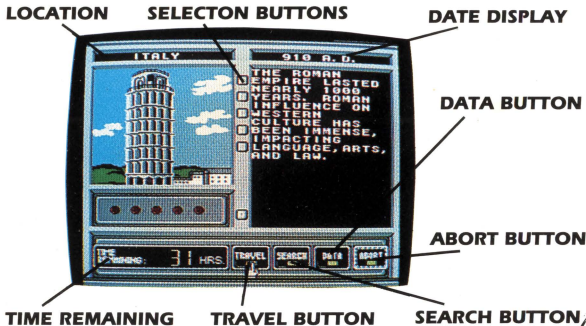 LOCATION
SELECTON BUTTONS
DATE DISPLAY
ITALY
910 A.D.
THE ROMAN
EMPIRE LASTED
NEARLY 1000
YEARS. ROMAN
INFLUENCE ON
WESTERN
CULTURE HAS
BEEN IMMENSE,
IMPACTING
LANGUAGE, ARTS,
AND LAW.
DATA BUTTON
TIME
REMAINING: 31 HRS.
TRAVEL
SEARCH
DATA
ABORT
ABORT BUTTON
TIME REMAINING
TRAVEL BUTTON
SEARCH BUTTON